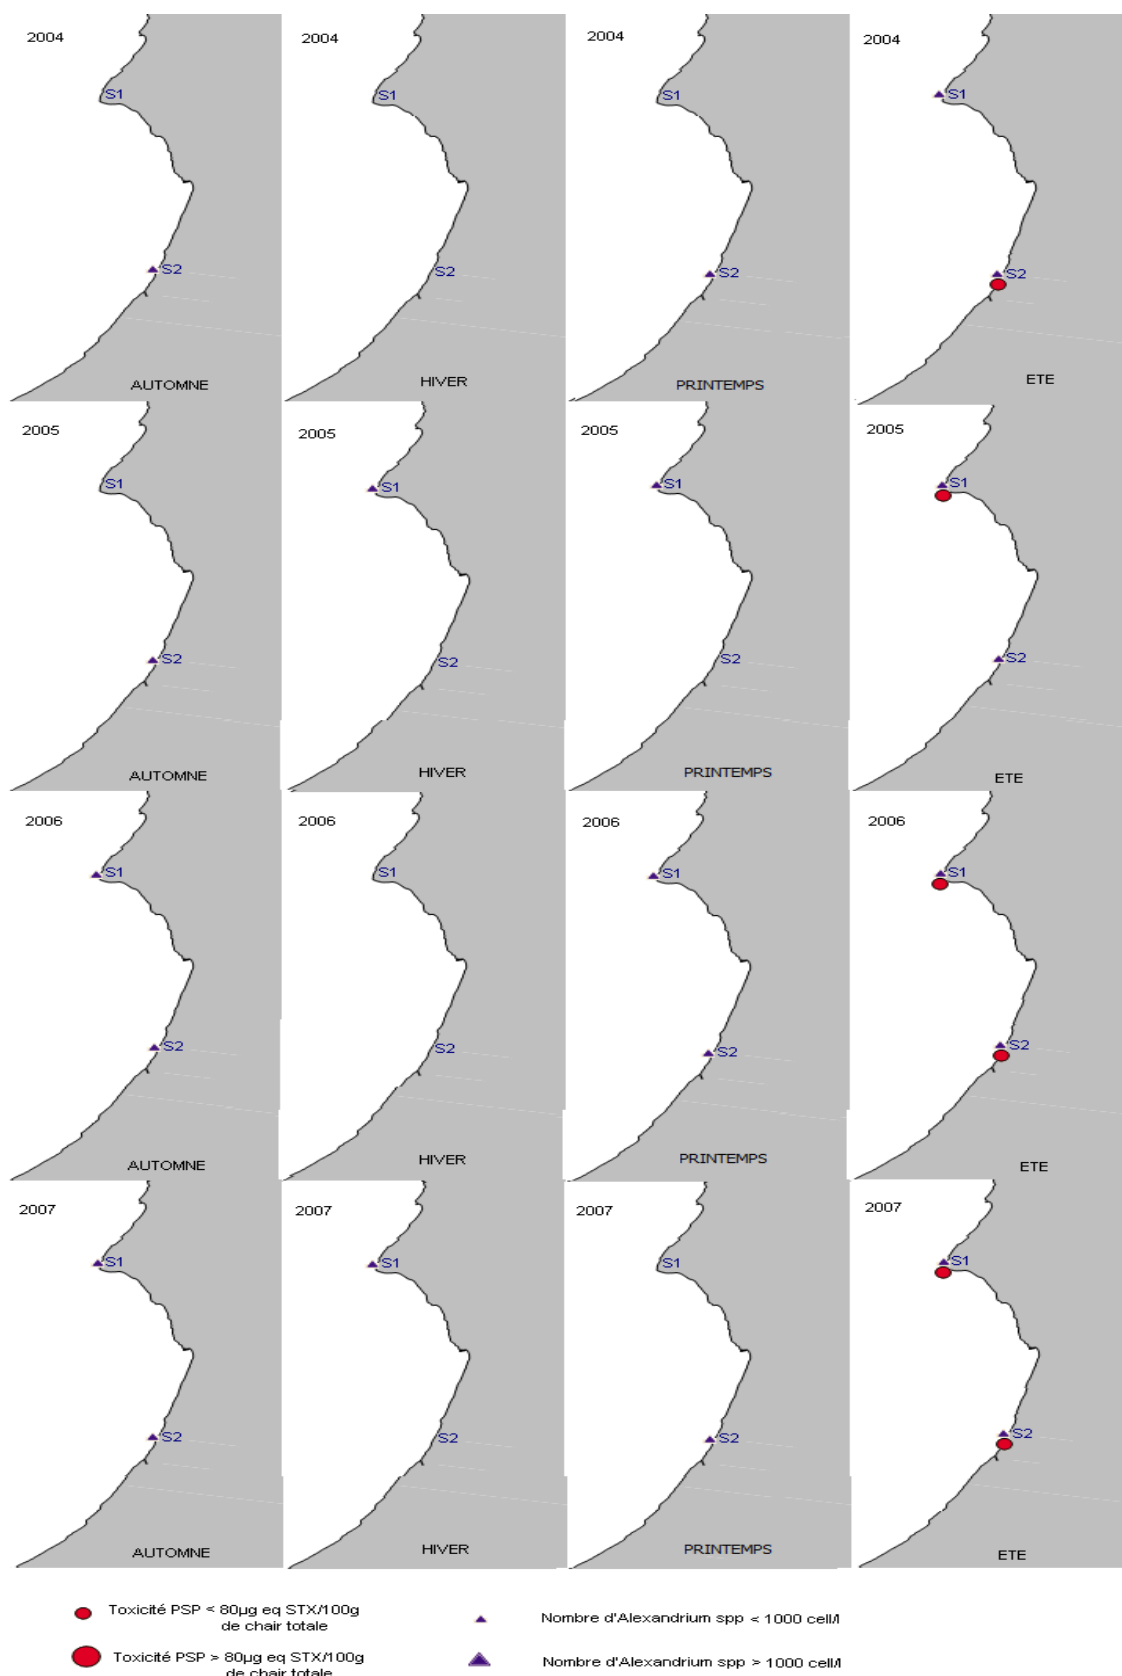 2004
S1
S2
AUTOMNE
2004
S1
S2
HIVER
2004
S1
S2
PRINTEMPS
2004
S1
S2
ETE
2005
S1
S2
AUTOMNE
2005
S1
S2
HIVER
2005
S1
S2
PRINTEMPS
2005
S1
S2
ETE
2006
S1
S2
AUTOMNE
2006
S1
S2
HIVER
2006
S1
S2
PRINTEMPS
2006
S1
S2
ETE
2007
S1
S2
AUTOMNE
2007
S1
S2
HIVER
2007
S1
S2
PRINTEMPS
2007
S1
S2
ETE
Toxicité PSP < 80µg eq STX/100g
de chair totale
Nombre d'Alexandrium spp < 1000 cell/l
Toxicité PSP > 80µg eq STX/100g
de chair totale
Nombre d'Alexandrium spp > 1000 cell/l